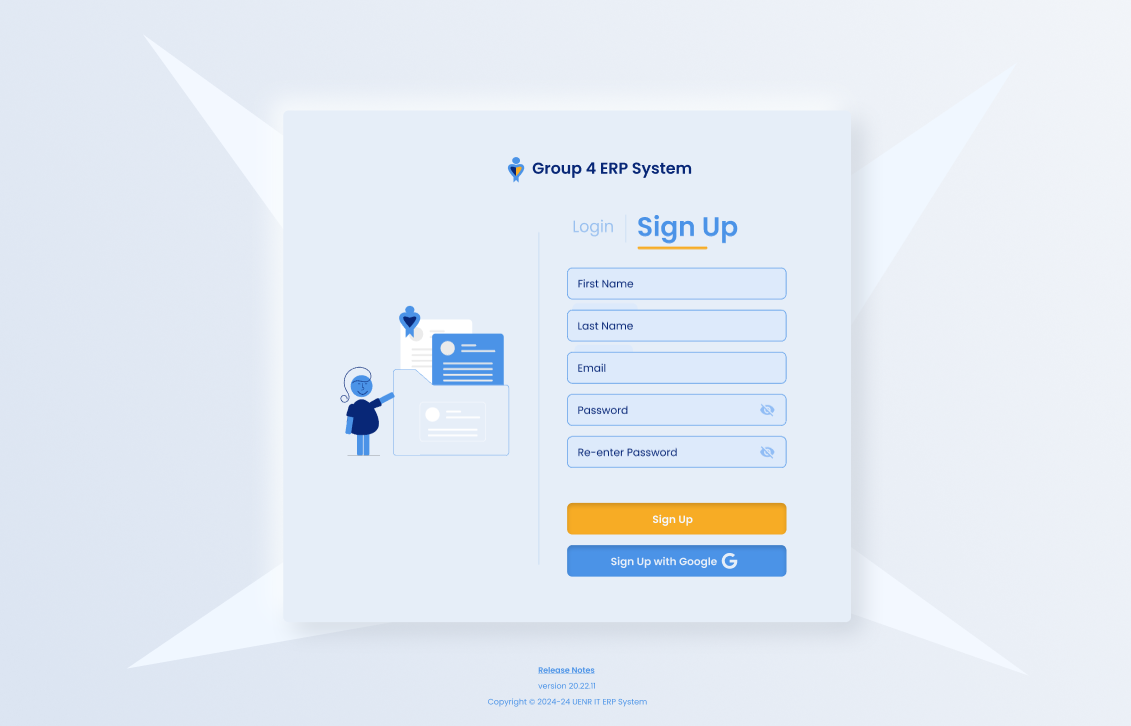 Group 4 ERP System
Login
Sign Up
First Name
Last Name
Email
Password
Re-enter Password
Sign Up
Sign Up with Google G
Release Notes
version 20.22.11
Copyright © 2024-24 UENR IT ERP System